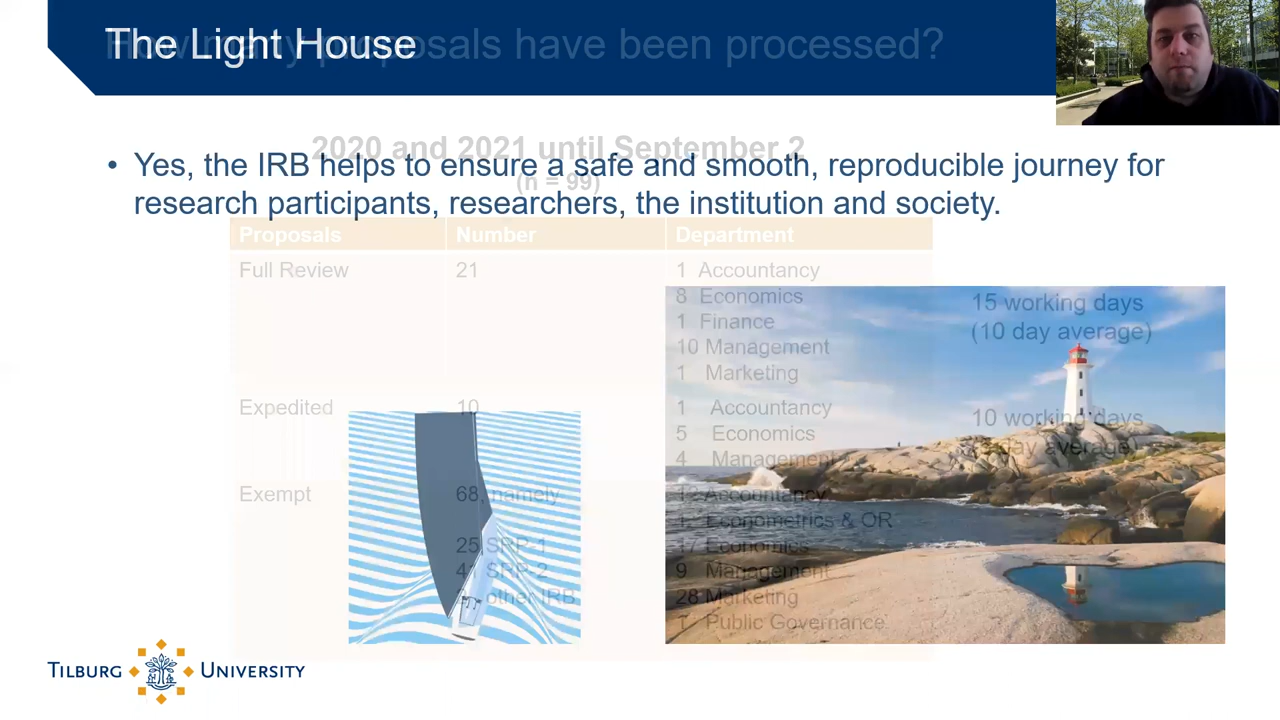 The Light House
How many proposals have been processed?
• Yes, the IRB helps to ensure a safe and smooth, reproducible journey for
research participants, researchers, the institution and society.
2020 and 2021 until September 2
(n = 99)
Proposals Number Department
Full Review 21 1 Accountancy
8 Economics
1 Finance
10 Management
1 Marketing
15 working days
(10 day average)
Expedited 10 1 Accountancy
5 Economics
4 Management
10 working days
day average)
Exempt 68, namely
25 SRP-1
SRP-2
other IRB
Accountancy
Econometrics & OR
17 Economics
9 Management
28 Marketing
1 Public Governance
TILBURG UNIVERSITY